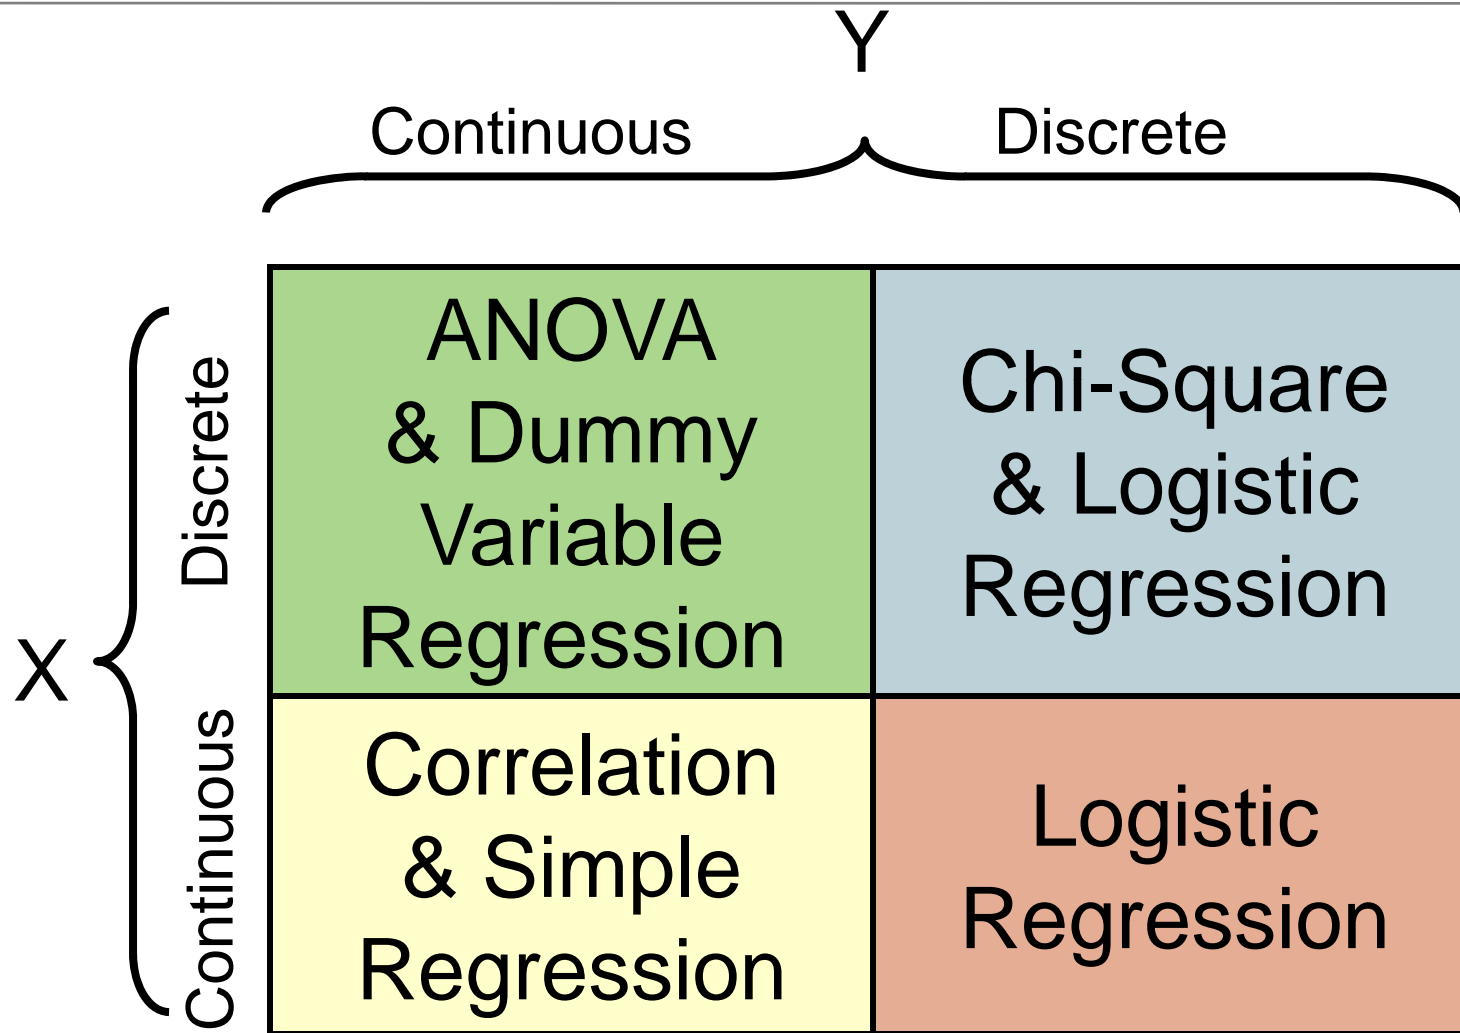 Y
Continuous
Discrete
X
Discrete
Continuous
ANOVA
& Dummy
Variable
Regression
Chi-Square
& Logistic
Regression
Correlation
& Simple
Regression
Logistic
Regression